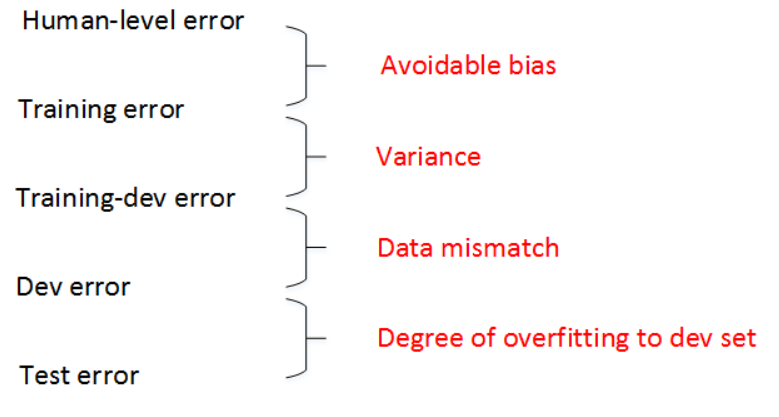 Human-level error
Avoidable bias
Training error
Variance
Training-dev error
Data mismatch
Dev error
Degree of overfitting to dev set
Test error